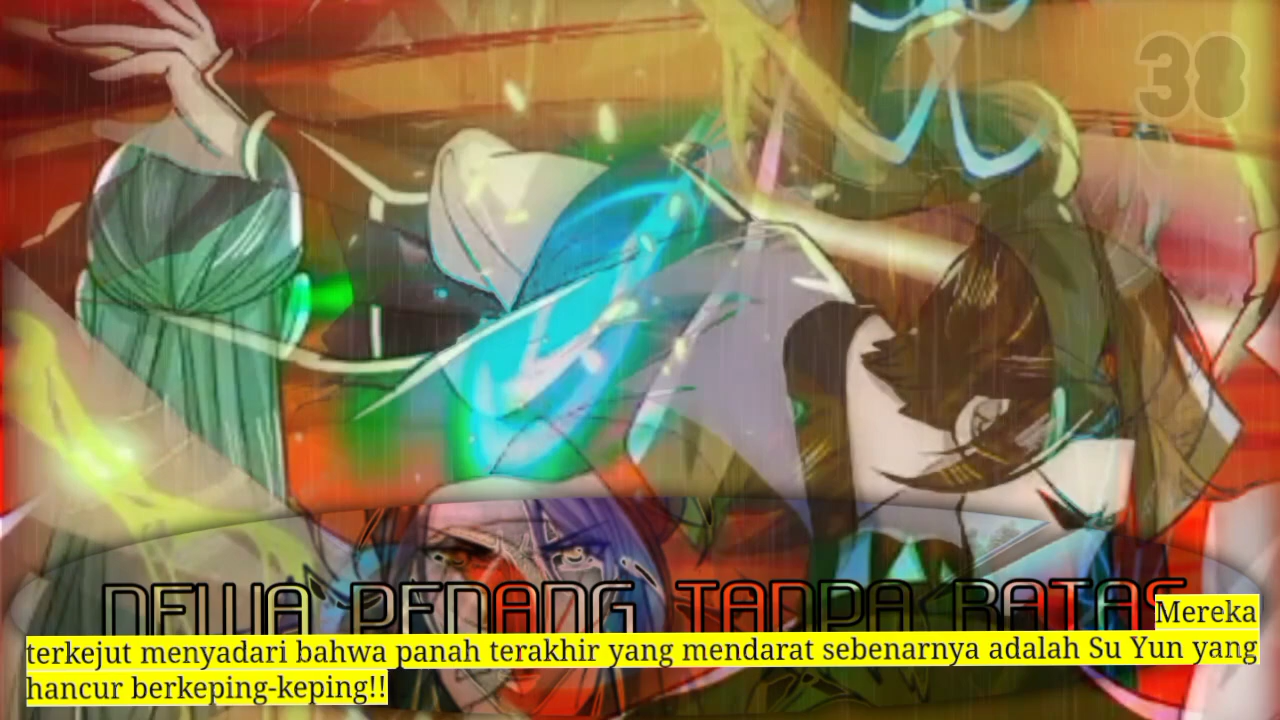 38
DEWA PEDANG TANPA BATAS
Mereka
terkejut menyadari bahwa panah terakhir yang mendarat sebenarnya adalah Su Yun yang
hancur berkeping-keping!!